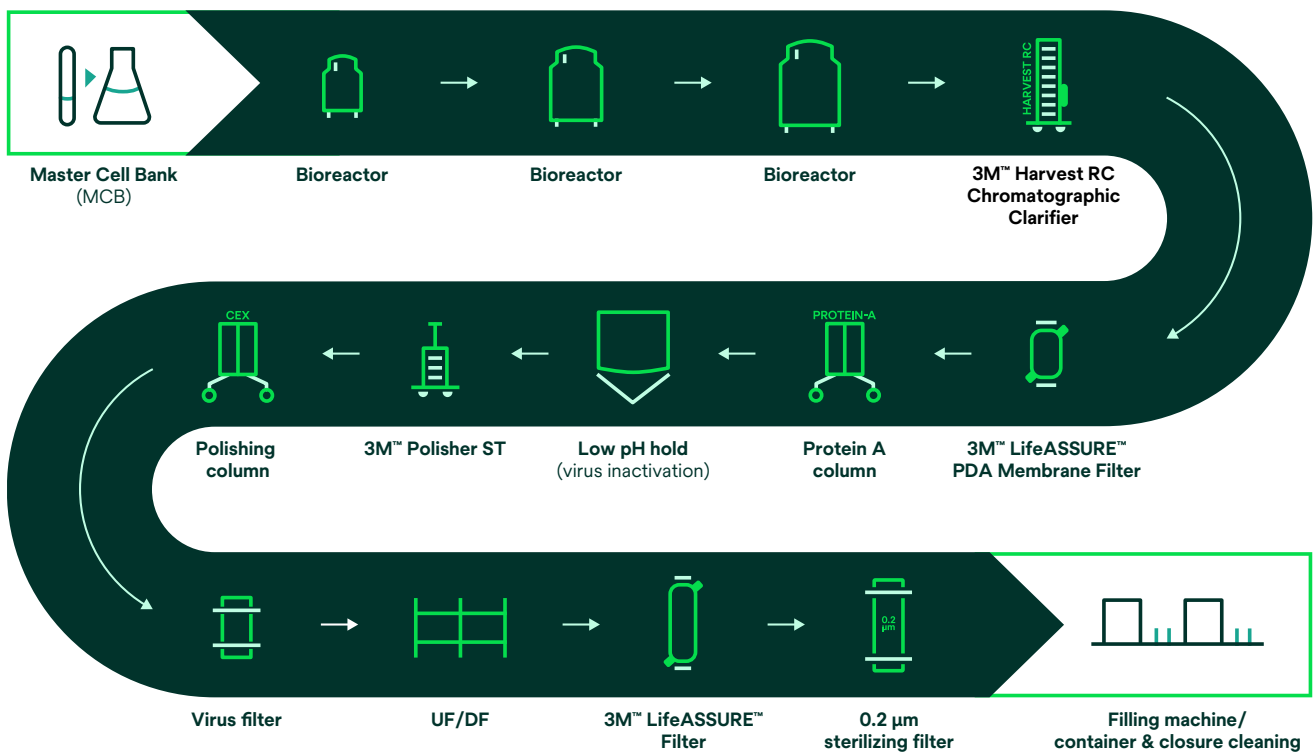 HARVEST RC
Master Cell Bank
(MCB)
Bioreactor
Bioreactor
Bioreactor
3M™ Harvest RC
Chromatographic
Clarifier
CEX
PROTEIN-A
Polishing
column
3M™ Polisher ST
Low pH hold
(virus inactivation)
Protein A
column
3M™ LifeASSURE™
PDA Membrane Filter
0.2
µm
Virus filter
UF/DF
3M™ LifeASSURE™
Filter
0.2 µm
sterilizing filter
Filling machine/
container & closure cleaning